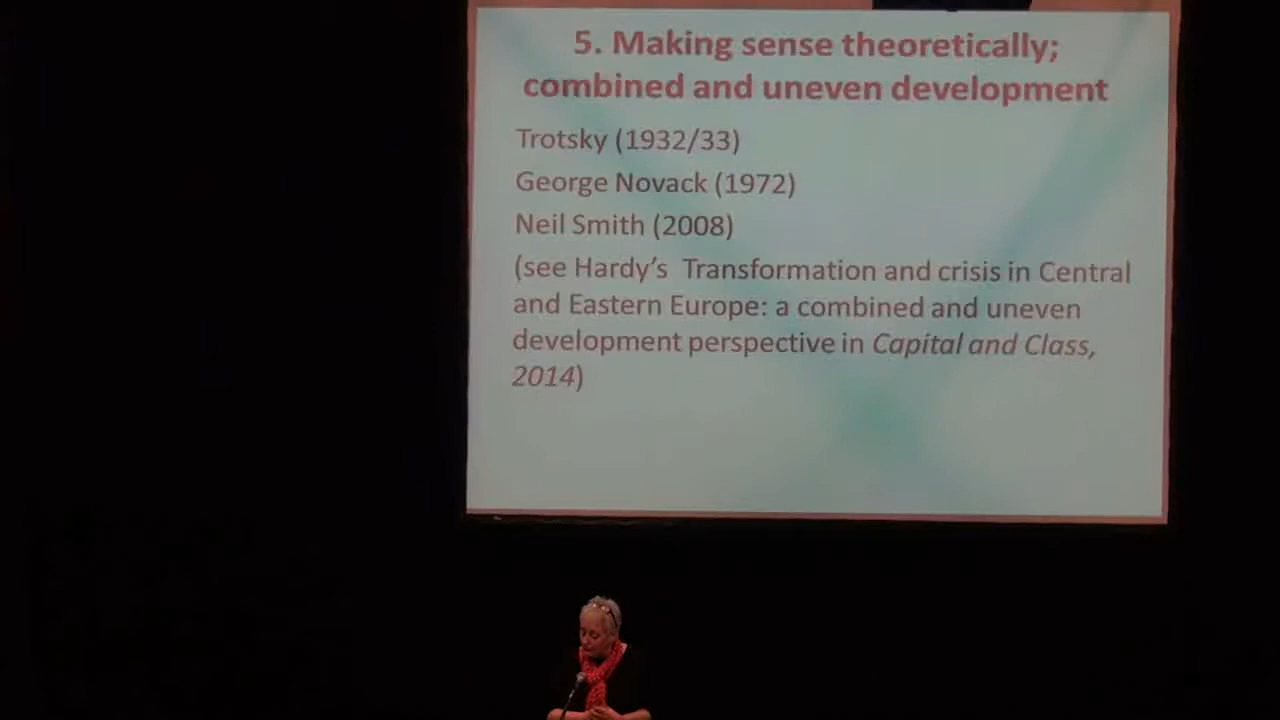 5. Making sense theoretically;
combined and uneven development
Trotsky (1932/33)
George Novack (1972)
Neil Smith (2008)
(see Hardy's Transformation and crisis in Central
and Eastern Europe: a combined and uneven
development perspective in Capital and Class,
2014)